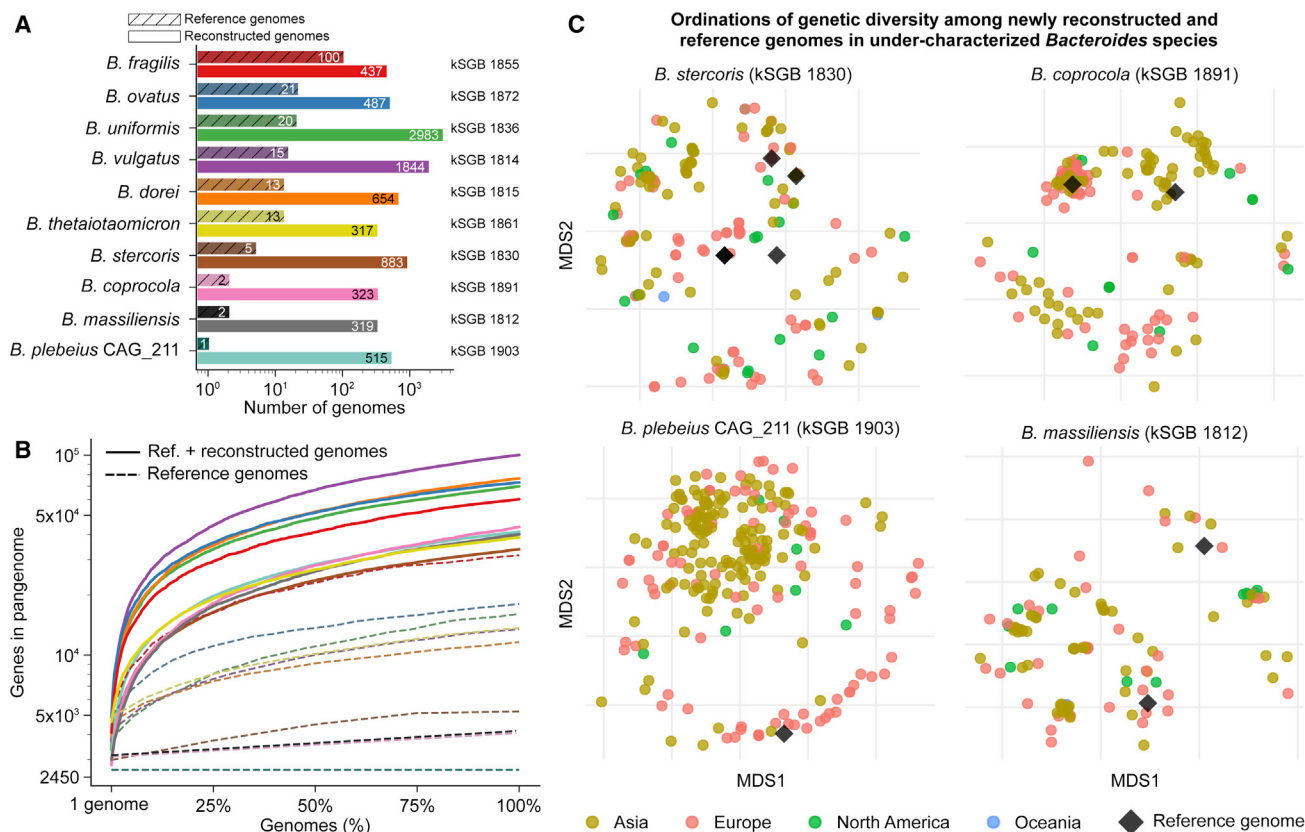 A
Reference genomes
Reconstructed genomes
B. fragilis 100 437 kSGB 1855
B. ovatus 21 487 kSGB 1872
B. uniformis 20 2983 kSGB 1836
B. vulgatus 15 1844 kSGB 1814
B. dorei 13 654 kSGB 1815
B. thetaiotaomicron 13 317 kSGB 1861
B. stercoris 5 883 kSGB 1830
B. coprocola 2 323 kSGB 1891
B. massiliensis 2 319 kSGB 1812
B. plebeius CAG_211 1 515 kSGB 1903
10⁰ 10¹ 10² 10³
Number of genomes
B
Ref. + reconstructed genomes
Reference genomes
Genes in pangenome
10⁵
5x10⁴
10⁴
5x10³
2450
1 genome 25% 50% 75% 100%
Genomes (%)
C
Ordinations of genetic diversity among newly reconstructed and
reference genomes in under-characterized Bacteroides species
B. stercoris (kSGB 1830)
B. coprocola (kSGB 1891)
MDS2
B. plebeius CAG_211 (kSGB 1903)
B. massiliensis (kSGB 1812)
MDS2
MDS1
MDS1
Asia
Europe
North America
Oceania
Reference genome